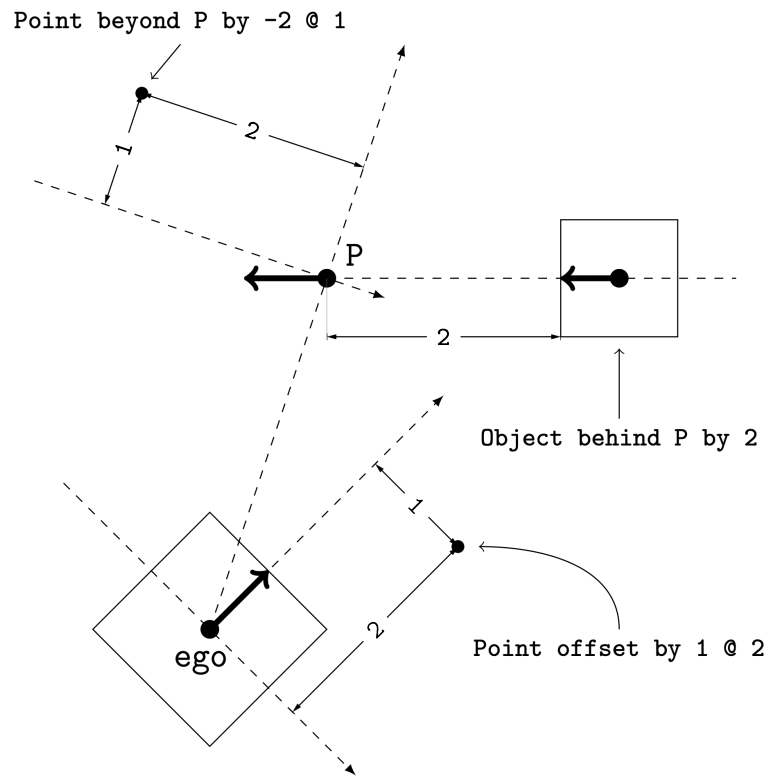 Point beyond P by -2 @ 1
2
1
P
2
Object behind P by 2
1
2
ego
Point offset by 1 @ 2